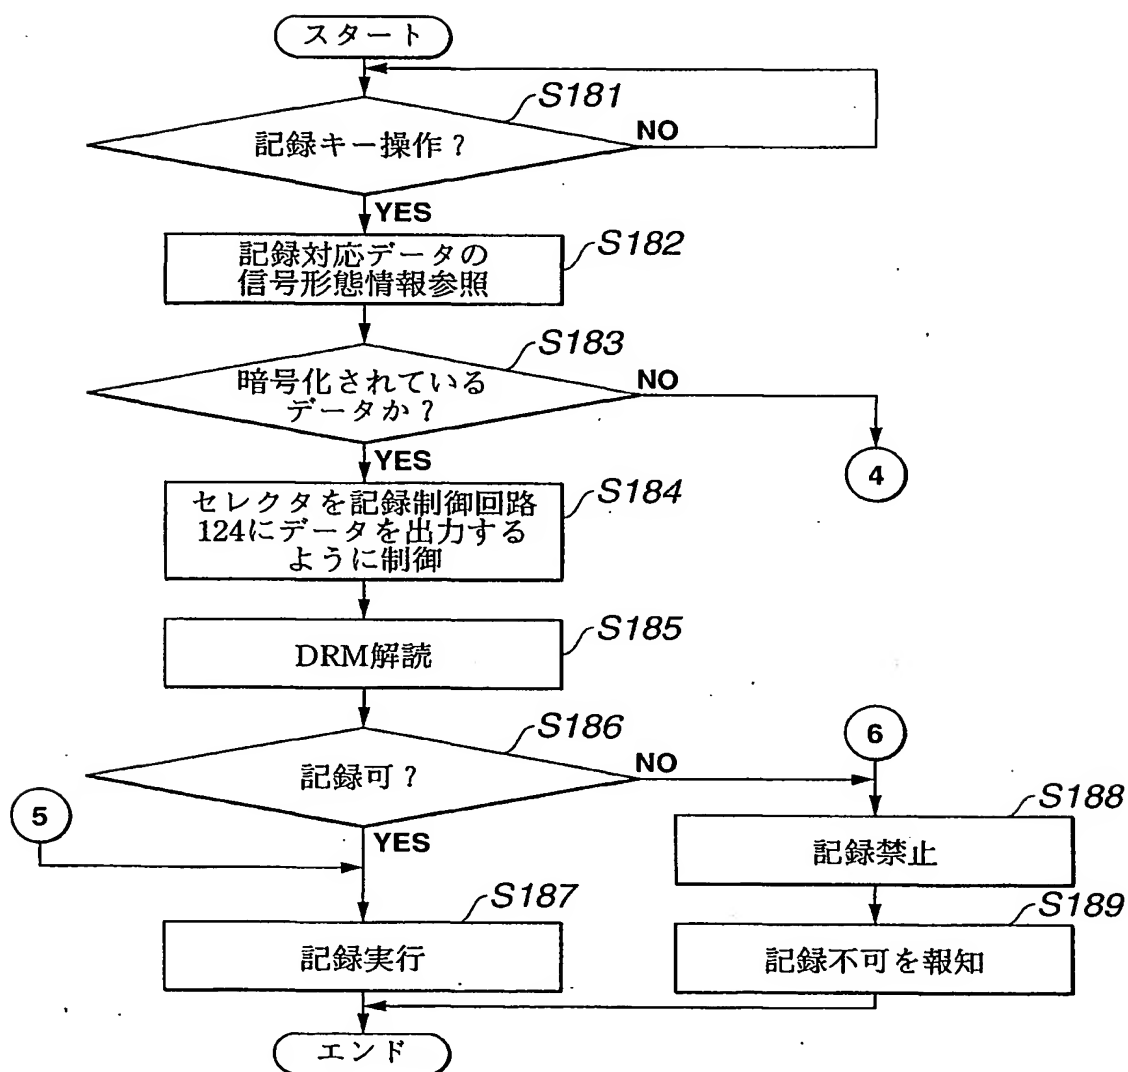 スタート
S181
記録キー操作?
NO
YES
S182
記録対応データの
信号形態情報参照
S183
暗号化されている
データか?
NO
4
YES
S184
セレクタを記録制御回路
124にデータを出力する
ように制御
S185
DRM解読
S186
記録可?
NO
6
5
YES
S188
記録禁止
S187
記録実行
S189
記録不可を報知
エンド